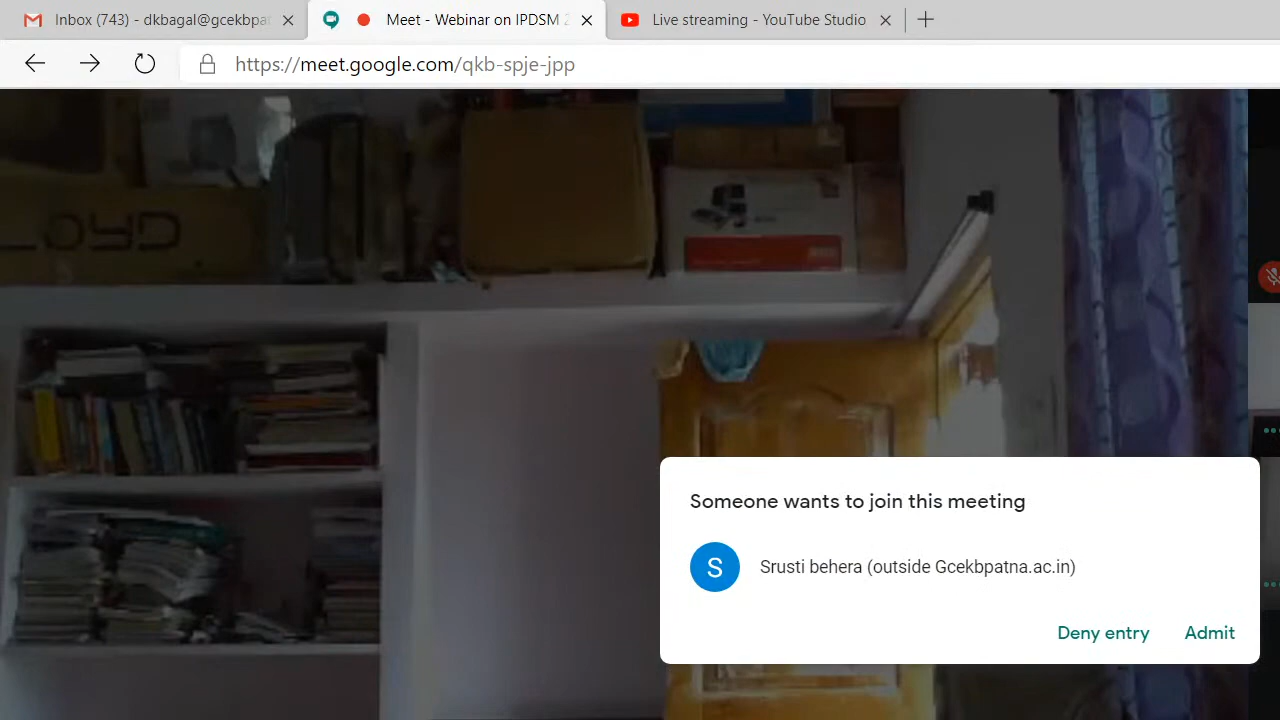 Inbox (743) - dkbagal@gcekbpa
Meet - Webinar on IPDSM 2
Live streaming - YouTube Studio
https://meet.google.com/qkb-spje-jpp
LOYD
Someone wants to join this meeting
S
Srusti behera (outside Gcekbpatna.ac.in)
Deny entry
Admit